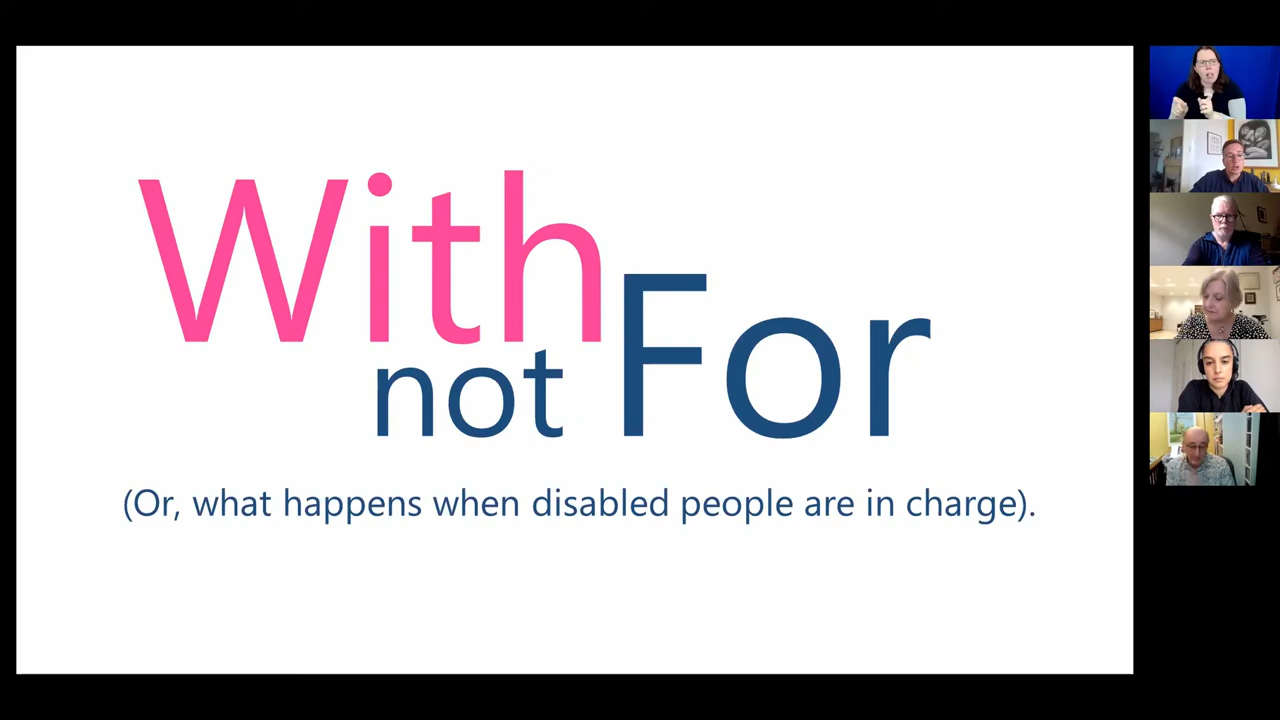 With
not For
(Or, what happens when disabled people are in charge).